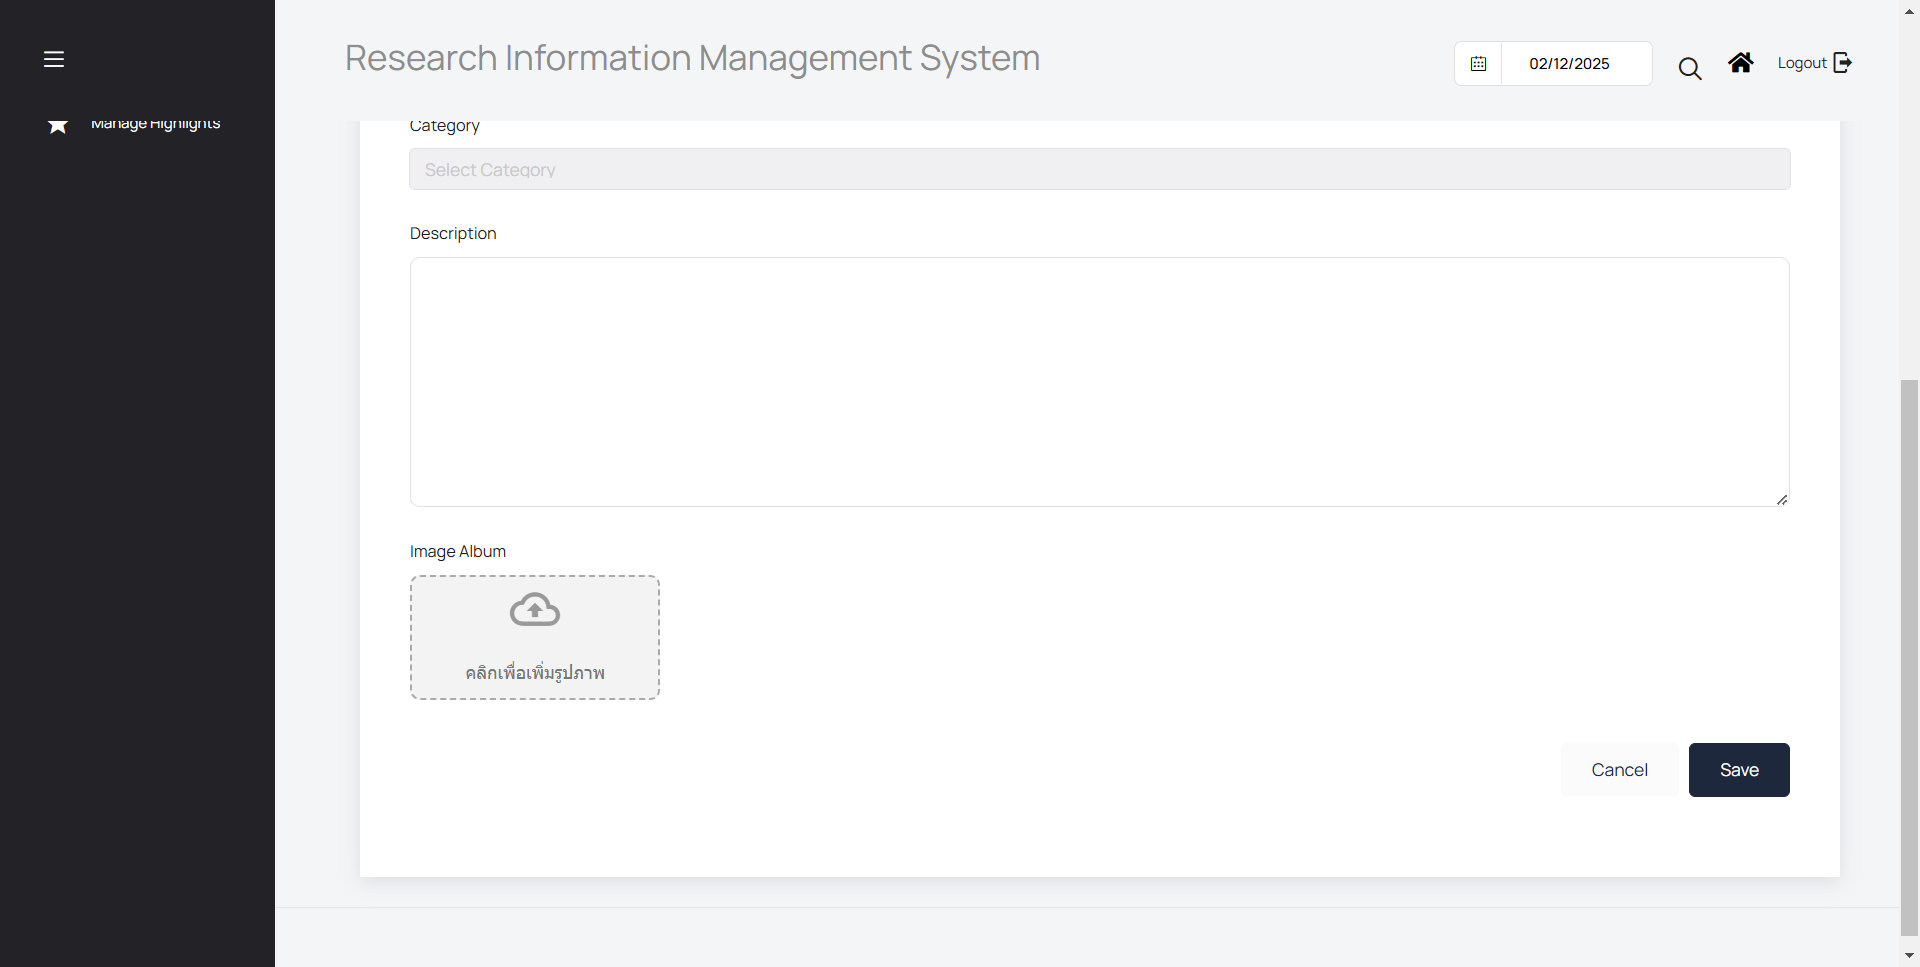 Research Information Management System
02/12/2025
Logout
Manage Highlights
Category
Select Category
Description
Image Album
คลิกเพื่อเพิ่มรูปภาพ
Cancel
Save